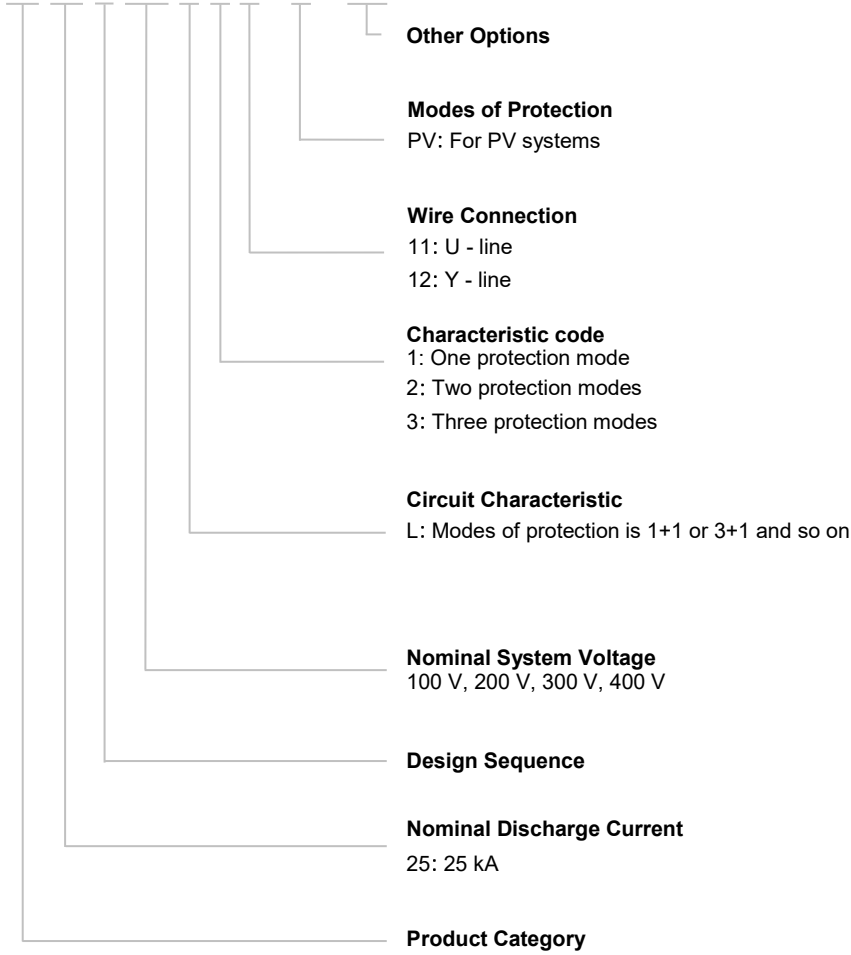 Other Options
Modes of Protection
PV: For PV systems
Wire Connection
11: U - line
12: Y - line
Characteristic code
1: One protection mode
2: Two protection modes
3: Three protection modes
Circuit Characteristic
L: Modes of protection is 1+1 or 3+1 and so on
Nominal System Voltage
100 V, 200 V, 300 V, 400 V
Design Sequence
Nominal Discharge Current
25: 25 kA
Product Category